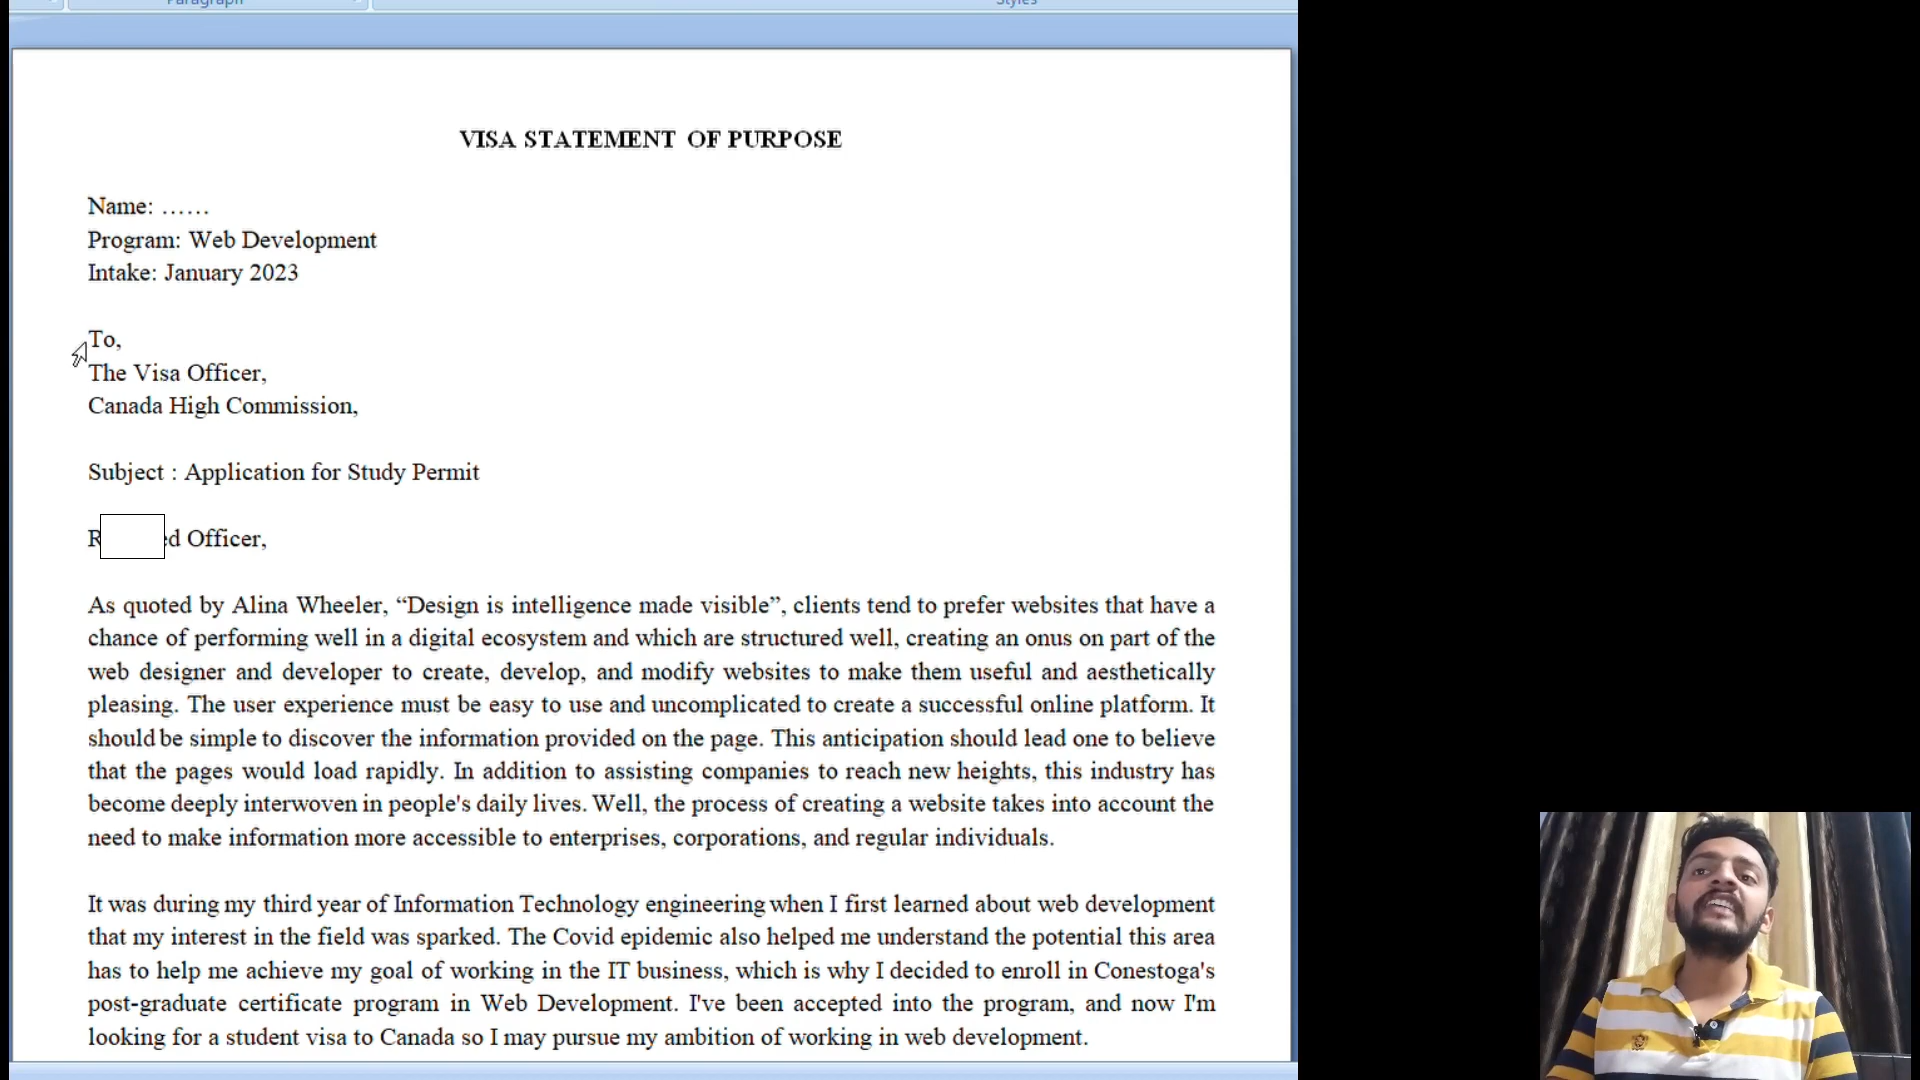 Paragraph
Styles
VISA STATEMENT OF PURPOSE
Name: ……
Program: Web Development
Intake: January 2023
To,
The Visa Officer,
Canada High Commission,
Subject : Application for Study Permit
Officer,
As quoted by Alina Wheeler, “Design is intelligence made visible”, clients tend to prefer websites that have a
chance of performing well in a digital ecosystem and which are structured well, creating an onus on part of the
web designer and developer to create, develop, and modify websites to make them useful and aesthetically
pleasing. The user experience must be easy to use and uncomplicated to create a successful online platform. It
should be simple to discover the information provided on the page. This anticipation should lead one to believe
that the pages would load rapidly. In addition to assisting companies to reach new heights, this industry has
become deeply interwoven in people's daily lives. Well, the process of creating a website takes into account the
need to make information more accessible to enterprises, corporations, and regular individuals.
It was during my third year of Information Technology engineering when I first learned about web development
that my interest in the field was sparked. The Covid epidemic also helped me understand the potential this area
has to help me achieve my goal of working in the IT business, which is why I decided to enroll in Conestoga's
post-graduate certificate program in Web Development. I've been accepted into the program, and now I'm
looking for a student visa to Canada so I may pursue my ambition of working in web development.